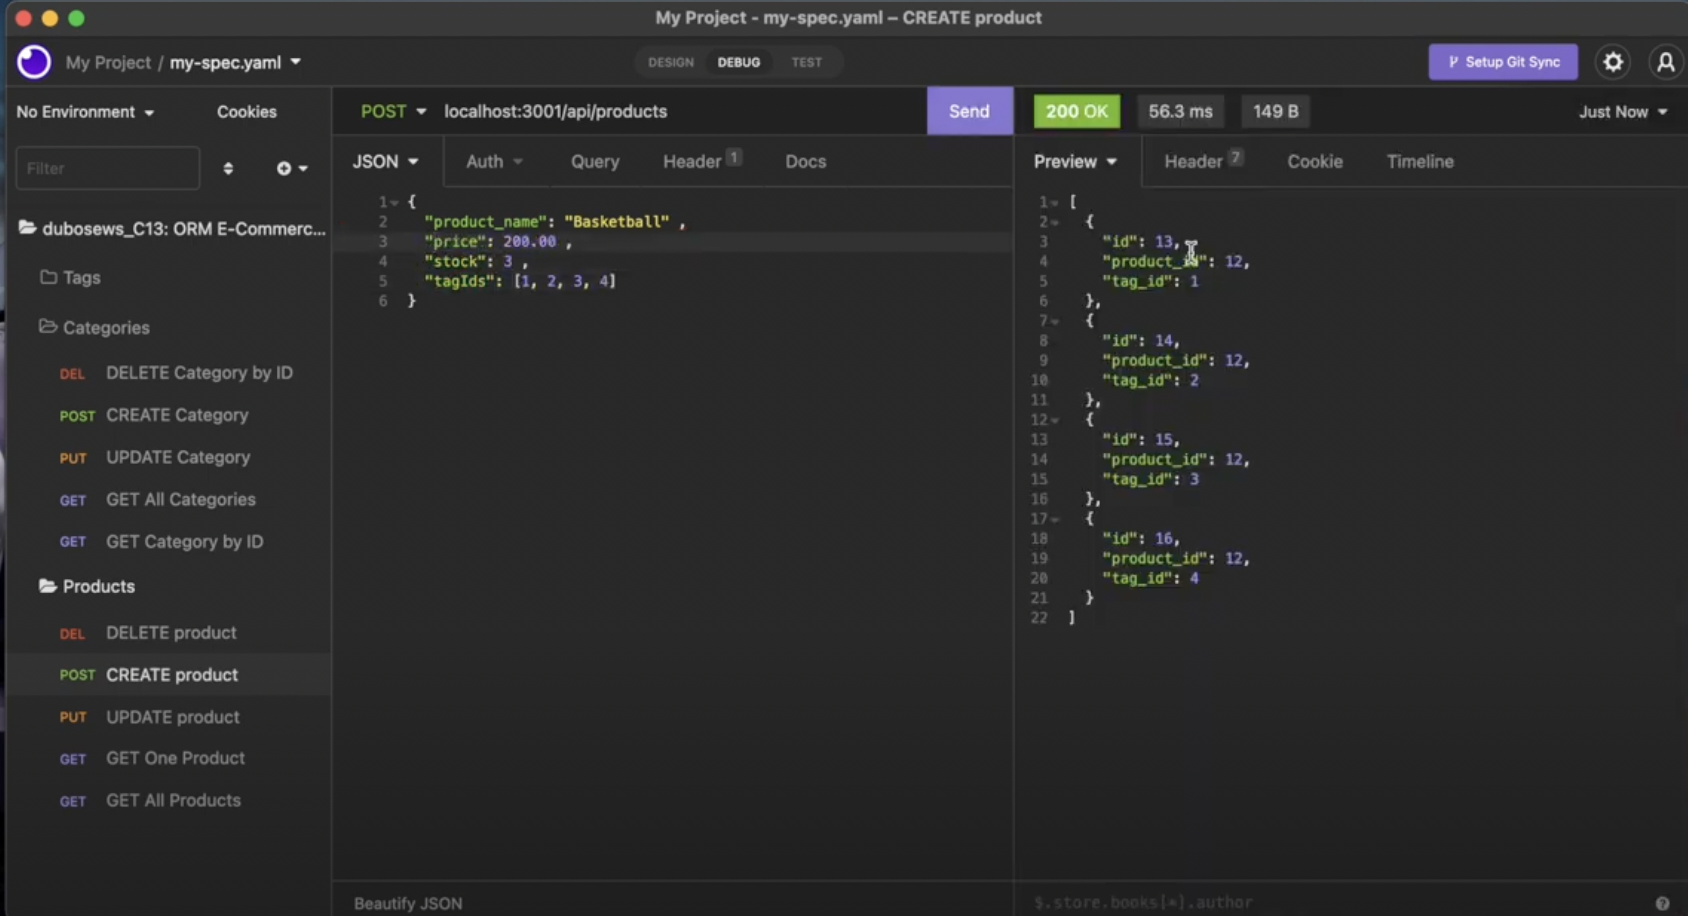 My Project - my-spec.yaml – CREATE product
My Project / my-spec.yaml
DESIGN DEBUG TEST
Setup Git Sync
No Environment Cookies
Filter
dubosews_C13: ORM E-Commerc...
Tags
Categories
DEL DELETE Category by ID
POST CREATE Category
PUT UPDATE Category
GET GET All Categories
GET GET Category by ID
Products
DEL DELETE product
POST CREATE product
PUT UPDATE product
GET GET One Product
GET GET All Products
POST localhost:3001/api/products Send
JSON Auth Query Header 1 Docs
1 {
2 "product_name": "Basketball" ,
3 "price": 200.00 ,
4 "stock": 3 ,
5 "tagIds": [1, 2, 3, 4]
6 }
Beautify JSON
200 OK 56.3 ms 149 B Just Now
Preview Header 7 Cookie Timeline
1 [
2 {
3 "id": 13,
4 "product_id": 12,
5 "tag_id": 1
6 },
7 {
8 "id": 14,
9 "product_id": 12,
10 "tag_id": 2
11 },
12 {
13 "id": 15,
14 "product_id": 12,
15 "tag_id": 3
16 },
17 {
18 "id": 16,
19 "product_id": 12,
20 "tag_id": 4
21 }
22 ]
$.store.books[*].author